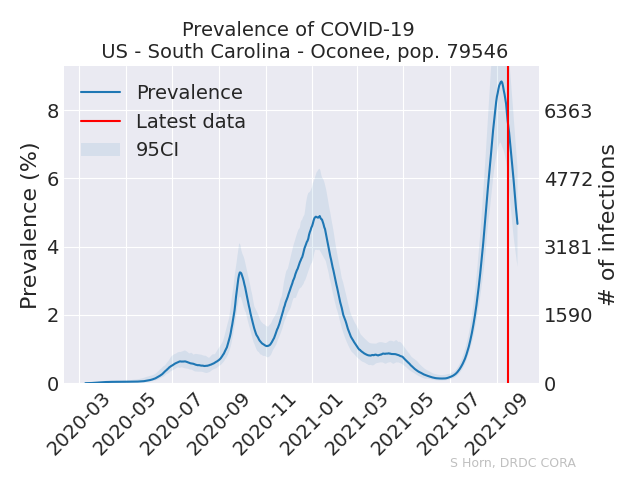 Prevalence of COVID-19
US - South Carolina - Oconee, pop. 79546
Prevalence
Latest data
95CI
Prevalence (%)
8
6
4
2
0
# of infections
6363
4772
3181
1590
0
2020-03
2020-05
2020-07
2020-09
2020-11
2021-01
2021-03
2021-05
2021-07
2021-09
S Horn, DRDC CORA